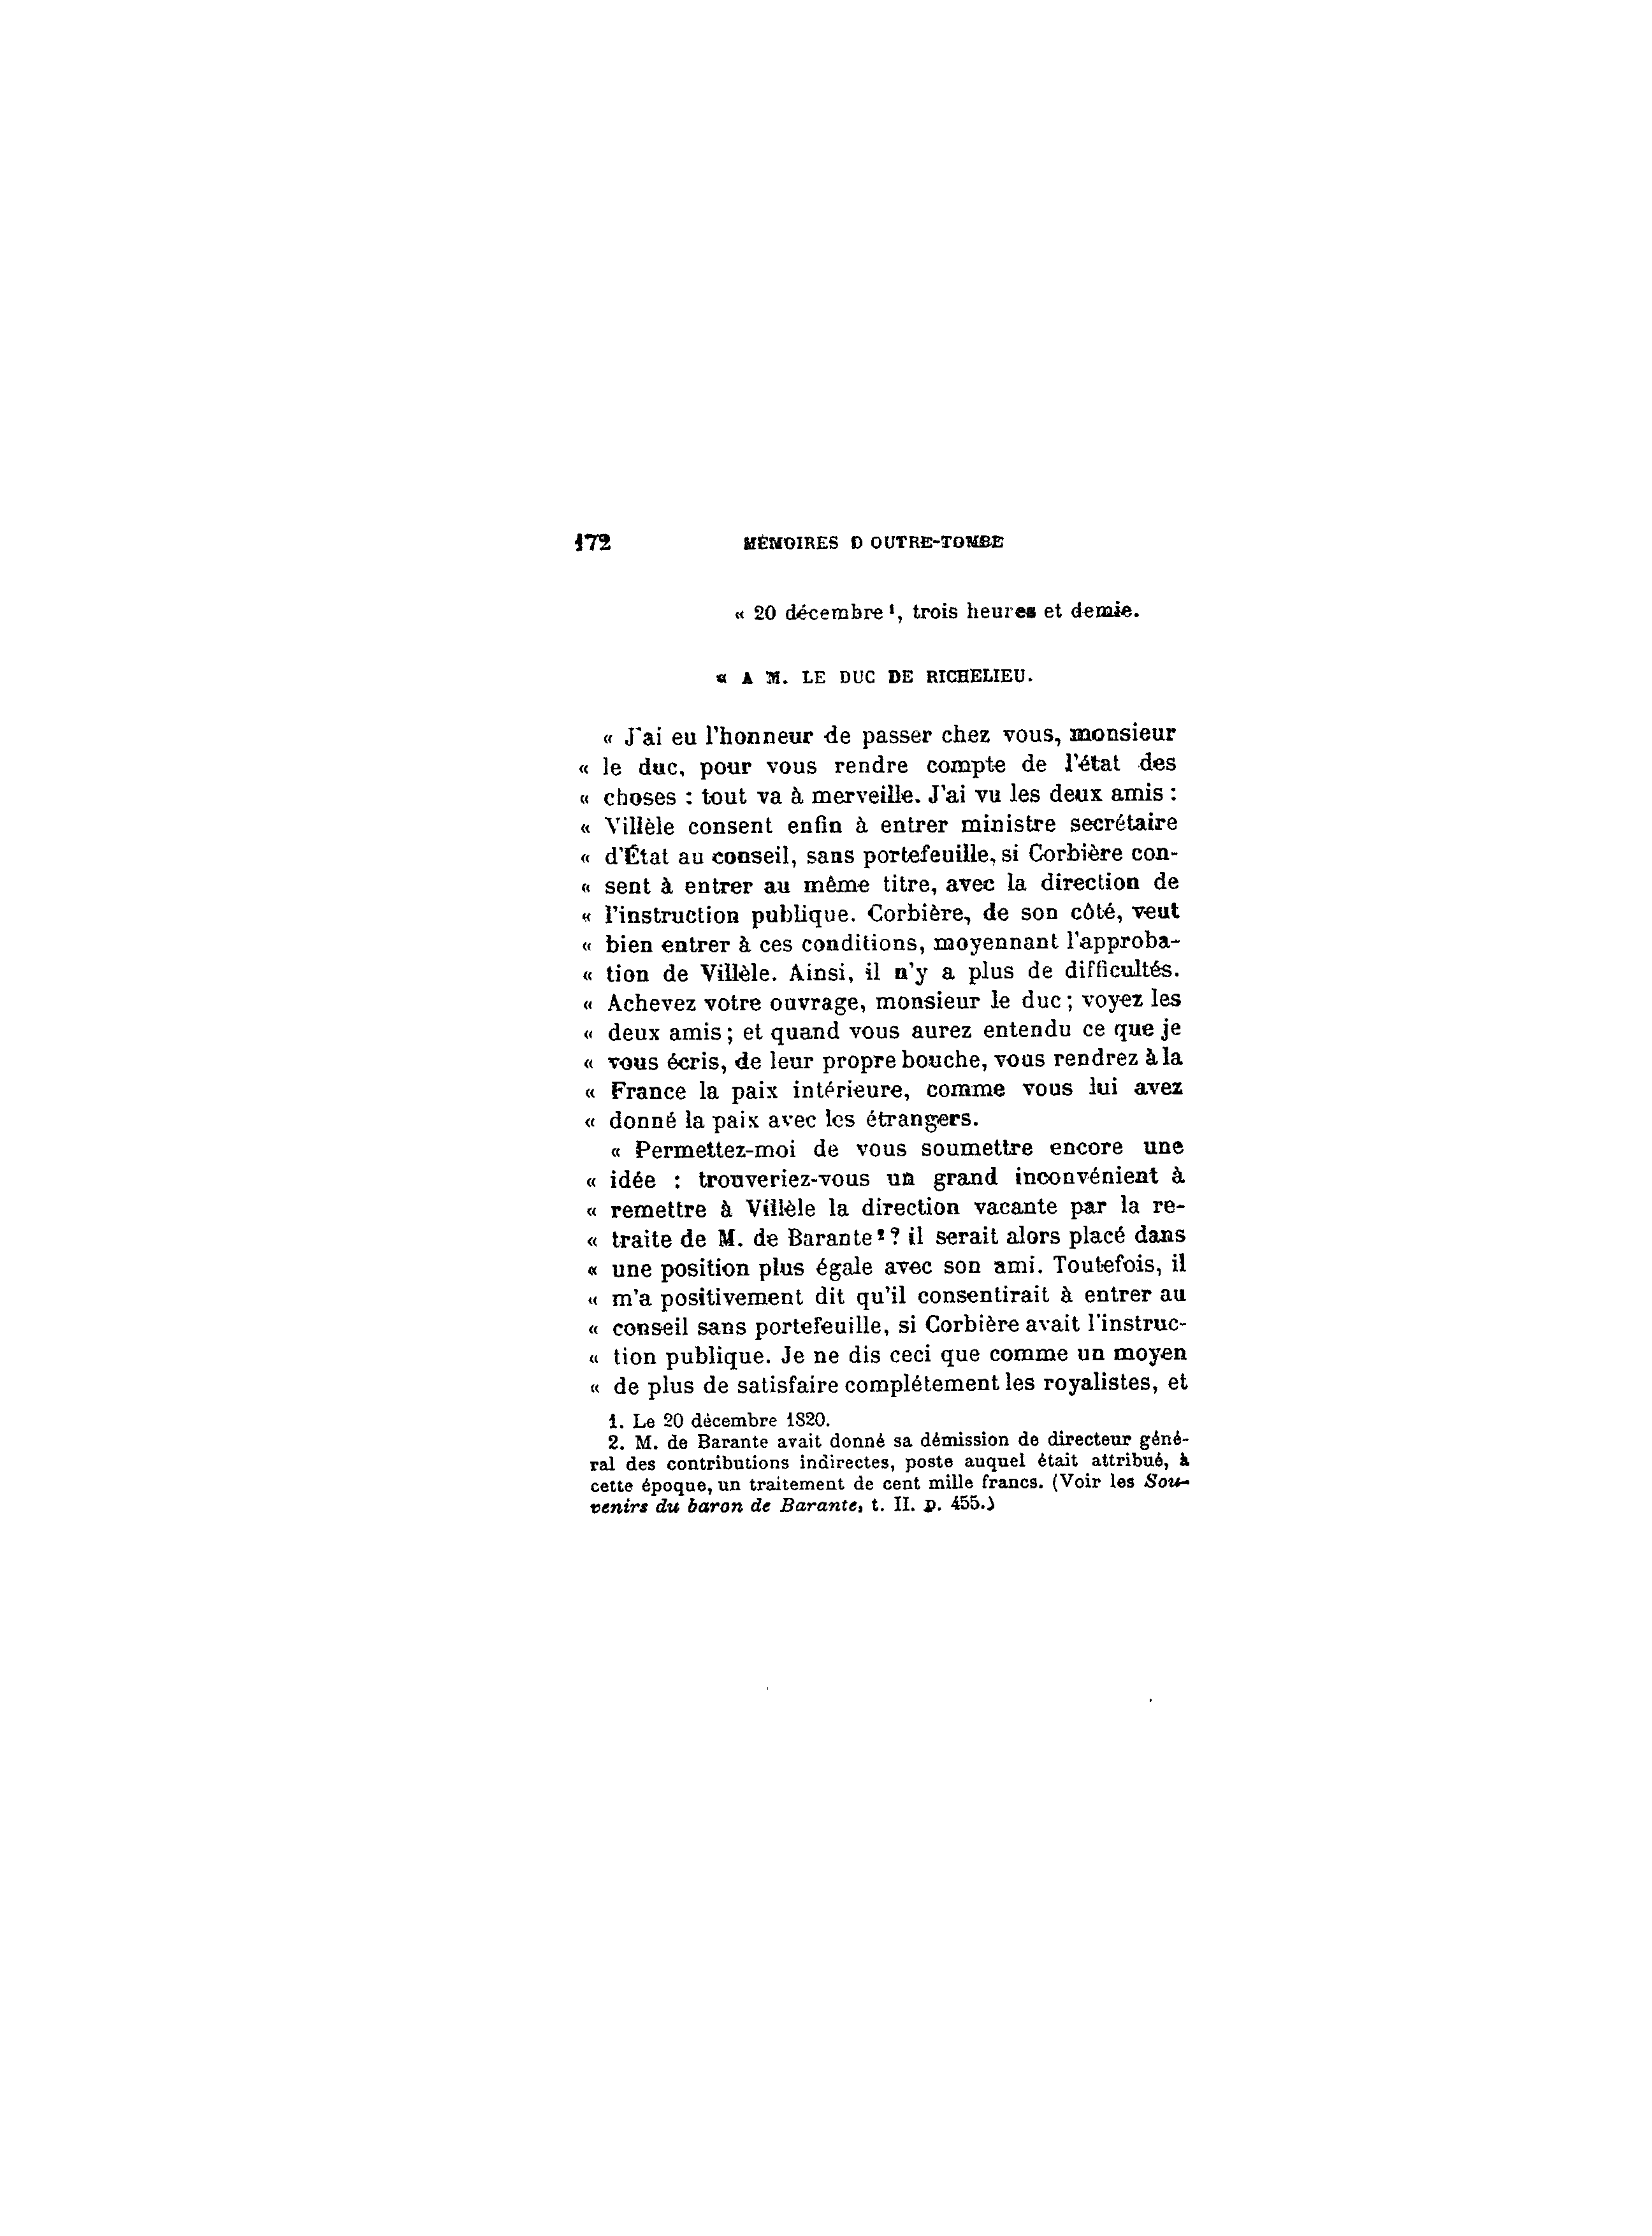 172 MÉMOIRES D OUTRE-TOMBE
« 20 décembre¹, trois heures et demie.
« A M. LE DUC DE RICHELIEU.
« J'ai eu l'honneur de passer chez vous, monsieur
« le duc, pour vous rendre compte de l'état des
« choses : tout va à merveille. J'ai vu les deux amis :
« Villèle consent enfin à entrer ministre secrétaire
« d'État au conseil, sans portefeuille, si Corbière con-
« sent à entrer au même titre, avec la direction de
« l'instruction publique. Corbière, de son côté, veut
« bien entrer à ces conditions, moyennant l'approba-
« tion de Villèle. Ainsi, il n'y a plus de difficultés.
« Achevez votre ouvrage, monsieur le duc ; voyez les
« deux amis ; et quand vous aurez entendu ce que je
« vous écris, de leur propre bouche, vous rendrez à la
« France la paix intérieure, comme vous lui avez
« donné la paix avec les étrangers.
« Permettez-moi de vous soumettre encore une
« idée : trouveriez-vous un grand inconvénient à
« remettre à Villèle la direction vacante par la re-
« traite de M. de Barante² ? il serait alors placé dans
« une position plus égale avec son ami. Toutefois, il
« m'a positivement dit qu'il consentirait à entrer au
« conseil sans portefeuille, si Corbière avait l'instruc-
« tion publique. Je ne dis ceci que comme un moyen
« de plus de satisfaire complétement les royalistes, et
1. Le 20 décembre 1820.
2. M. de Barante avait donné sa démission de directeur géné-
ral des contributions indirectes, poste auquel était attribué, à
cette époque, un traitement de cent mille francs. (Voir les Sou-
venirs du baron de Barante, t. II. p. 455.)